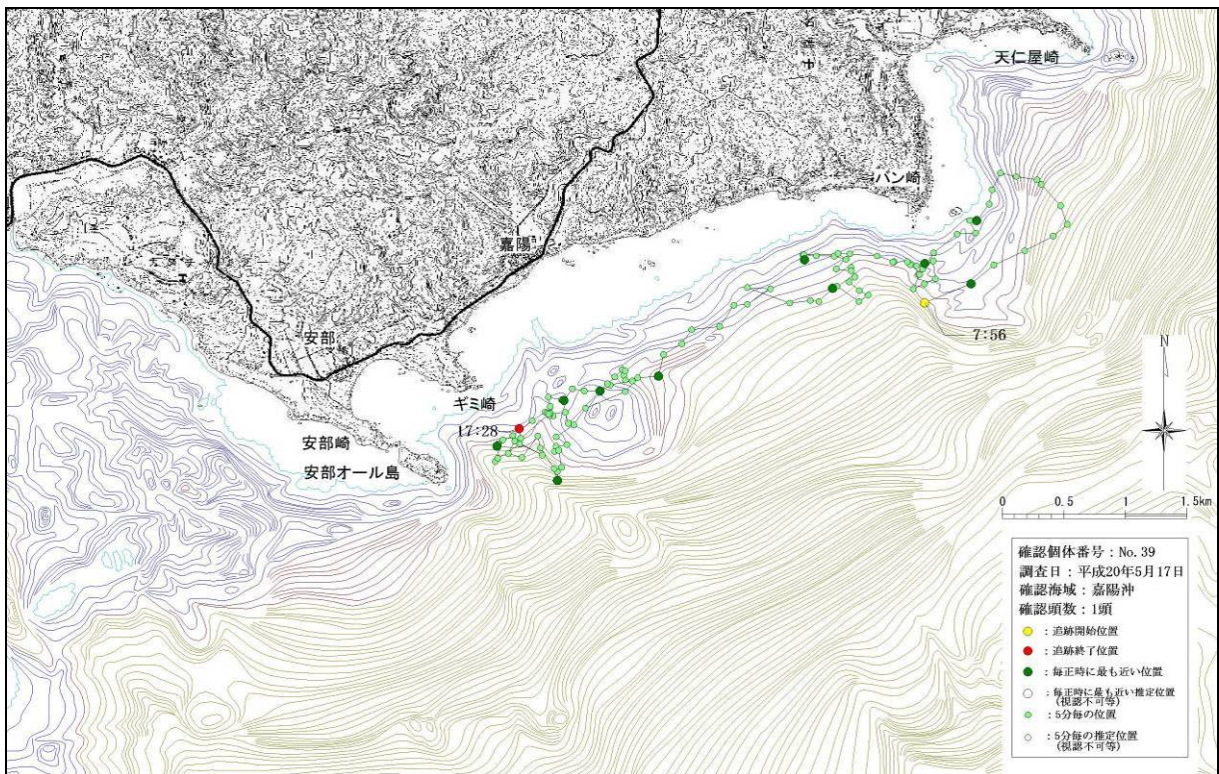 天仁屋崎
バン崎
嘉陽
7:56
安部
ギミ崎
17:28
安部崎
安部オール島
N
0 0.5 1 1.5km
確認個体番号：No.39
調査日：平成20年5月17日
確認海域：嘉陽沖
確認頭数：1頭
：追跡開始位置
：追跡終了位置
：毎正時に最も近い位置
：毎正時に最も近い推定位置
(視認不可等)
：5分毎の位置
：5分毎の推定位置
(視認不可等)